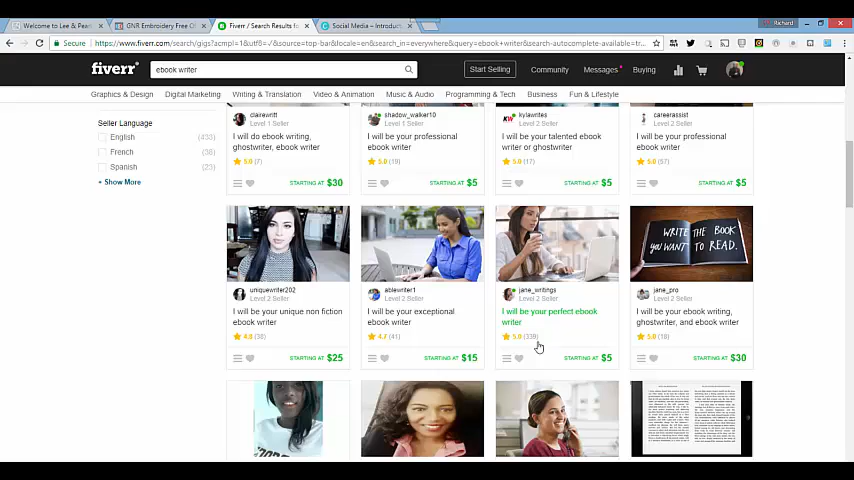 Welcome to Lee & Pea
GNR Embroidery Free O
Fiverr / Search Results fo
Social Media – Introduc
Richard
Secure
https://www.fiverr.com/search/gigs?acmpl=1&utf8=✓&source=top-bar&locale=en&search_in=everywhere&query=ebook+writer&search-autocomplete-available=tr
fiverr
ebook writer
Start Selling
Community
Messages
Buying
Graphics & Design
Digital Marketing
Writing & Translation
Video & Animation
Music & Audio
Programming & Tech
Business
Fun & Lifestyle
Seller Language
English (433)
French (38)
Spanish (23)
+ Show More
clairewritt
Level 1 Seller
I will do ebook writing,
ghostwriter, ebook writer
5.0 (7)
STARTING AT $30
shadow_walker10
Level 1 Seller
I will be your professional
ebook writer
5.0 (19)
STARTING AT $5
KW
kylawrites
Level 2 Seller
I will be your talented ebook
writer or ghostwriter
5.0 (17)
STARTING AT $5
careerassist
Level 2 Seller
I will be your professional
ebook writer
5.0 (57)
STARTING AT $5
uniquewriter202
Level 2 Seller
I will be your unique non fiction
ebook writer
4.8 (38)
STARTING AT $25
ablewriter1
Level 2 Seller
I will be your exceptional
ebook writer
4.7 (41)
STARTING AT $15
jane_writings
Level 2 Seller
I will be your perfect ebook
writer
5.0 (339)
STARTING AT $5
WRITE THE BOOK
YOU WANT TO READ.
jane_pro
Level 2 Seller
I will be your ebook writing,
ghostwriter, and ebook writer
5.0 (18)
STARTING AT $30